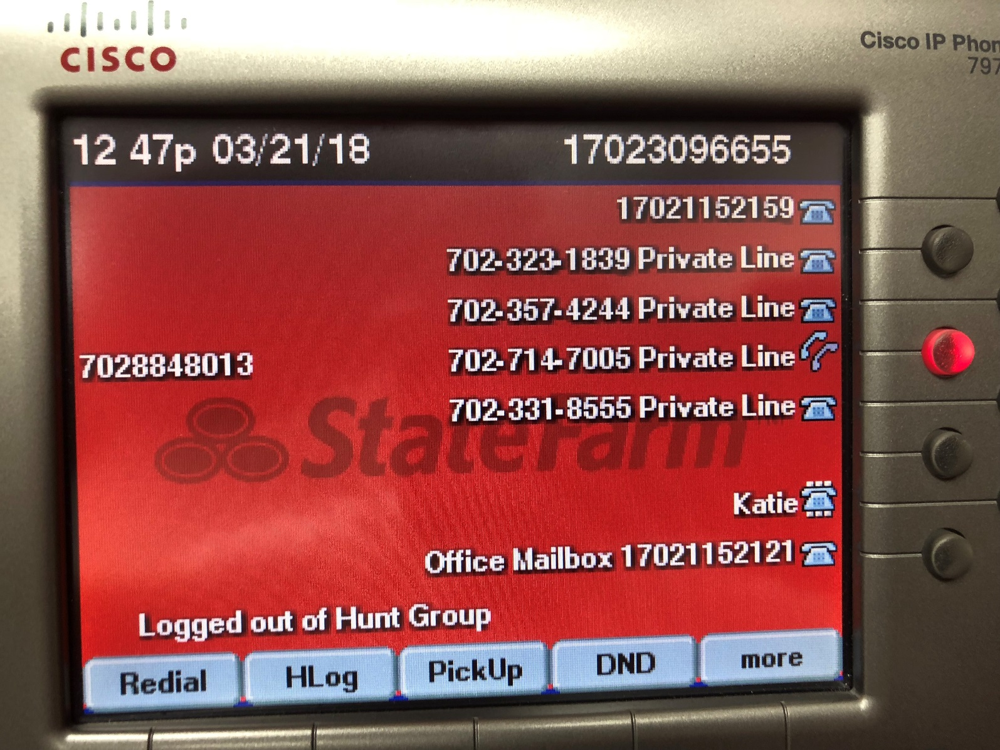 CISCO
Cisco IP Phon
797
12 47p 03/21/18 17023096655
17021152159
702-323-1839 Private Line
702-357-4244 Private Line
7028848013 702-714-7005 Private Line
702-331-8555 Private Line
StateFarm
Katie
Office Mailbox 17021152121
Logged out of Hunt Group
Redial HLog PickUp DND more